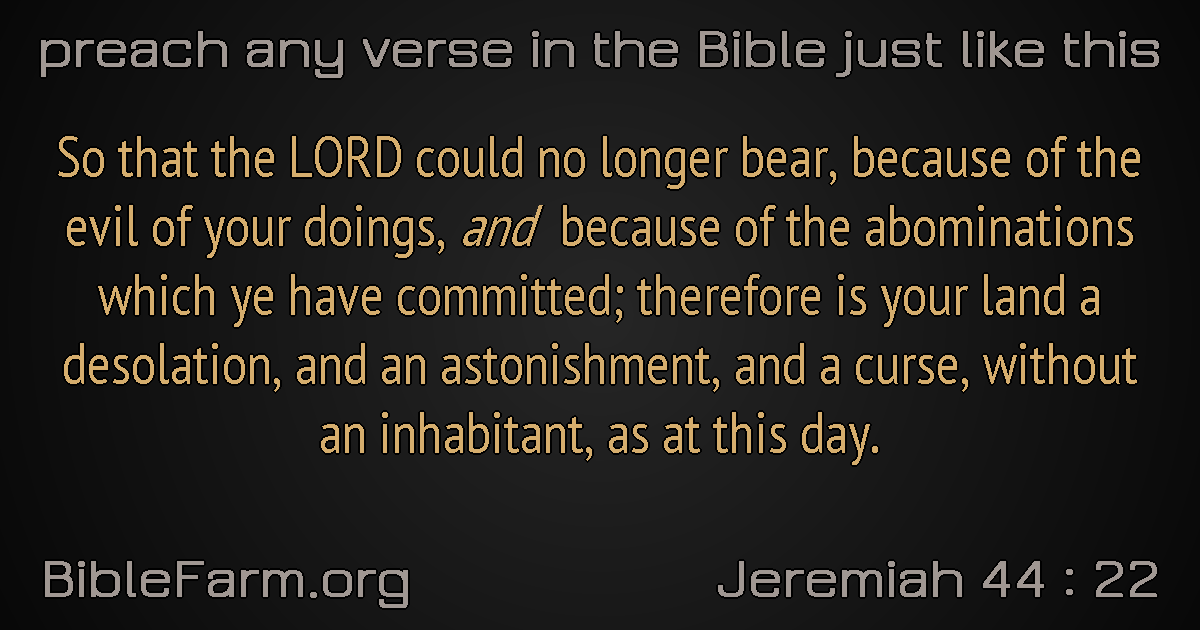 preach any verse in the Bible just like this
So that the LORD could no longer bear, because of the
evil of your doings, and because of the abominations
which ye have committed; therefore is your land a
desolation, and an astonishment, and a curse, without
an inhabitant, as at this day.
BibleFarm.org
Jeremiah 44 : 22